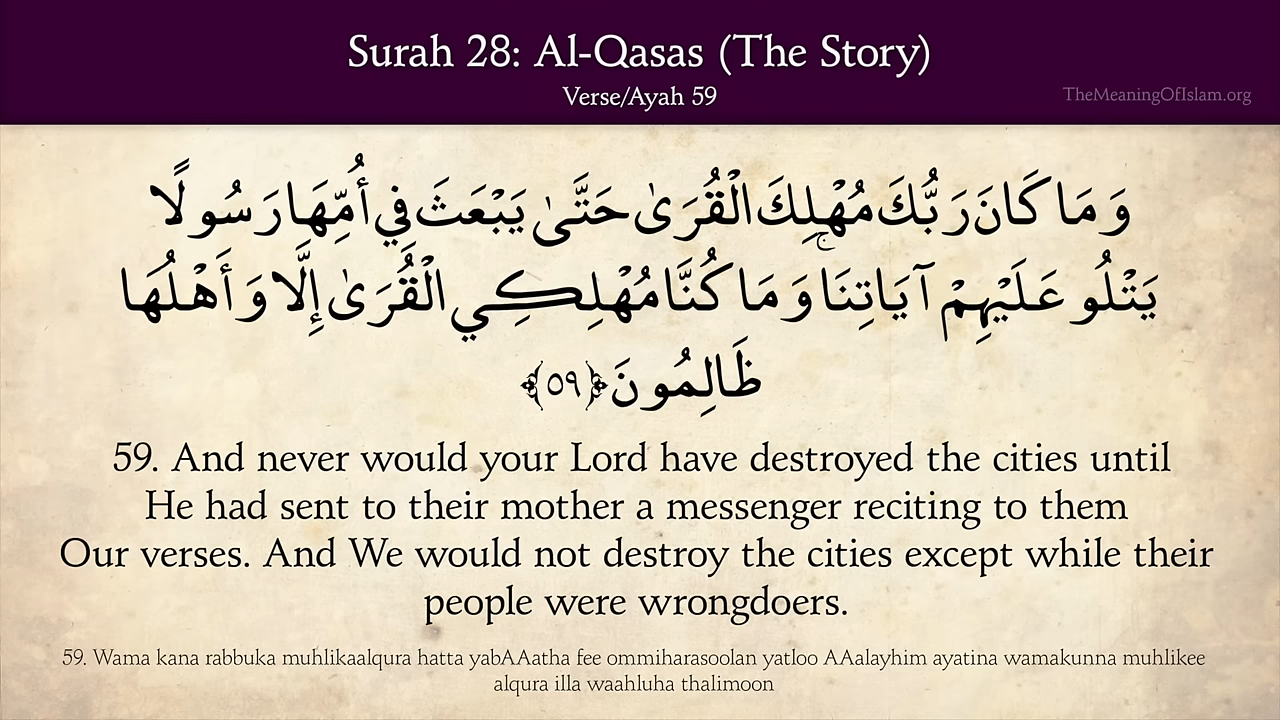 Surah 28: Al-Qasas (The Story)
Verse/Ayah 59
TheMeaningOfIslam.org
وَمَا كَانَ رَبُّكَ مُهْلِكَ الْقُرَىٰ حَتَّىٰ يَبْعَثَ فِي أُمِّهَا رَسُولًا
يَتْلُو عَلَيْهِمْ آيَاتِنَا ۚ وَمَا كُنَّا مُهْلِكِي الْقُرَىٰ إِلَّا وَأَهْلُهَا
ظَالِمُونَ ﴿٥٩﴾
59. And never would your Lord have destroyed the cities until
He had sent to their mother a messenger reciting to them
Our verses. And We would not destroy the cities except while their
people were wrongdoers.
59. Wama kana rabbuka muhlikaalqura hatta yabAAatha fee ommiharasoolan yatloo AAalayhim ayatina wamakunna muhlikee
alqura illa waahluha thalimoon